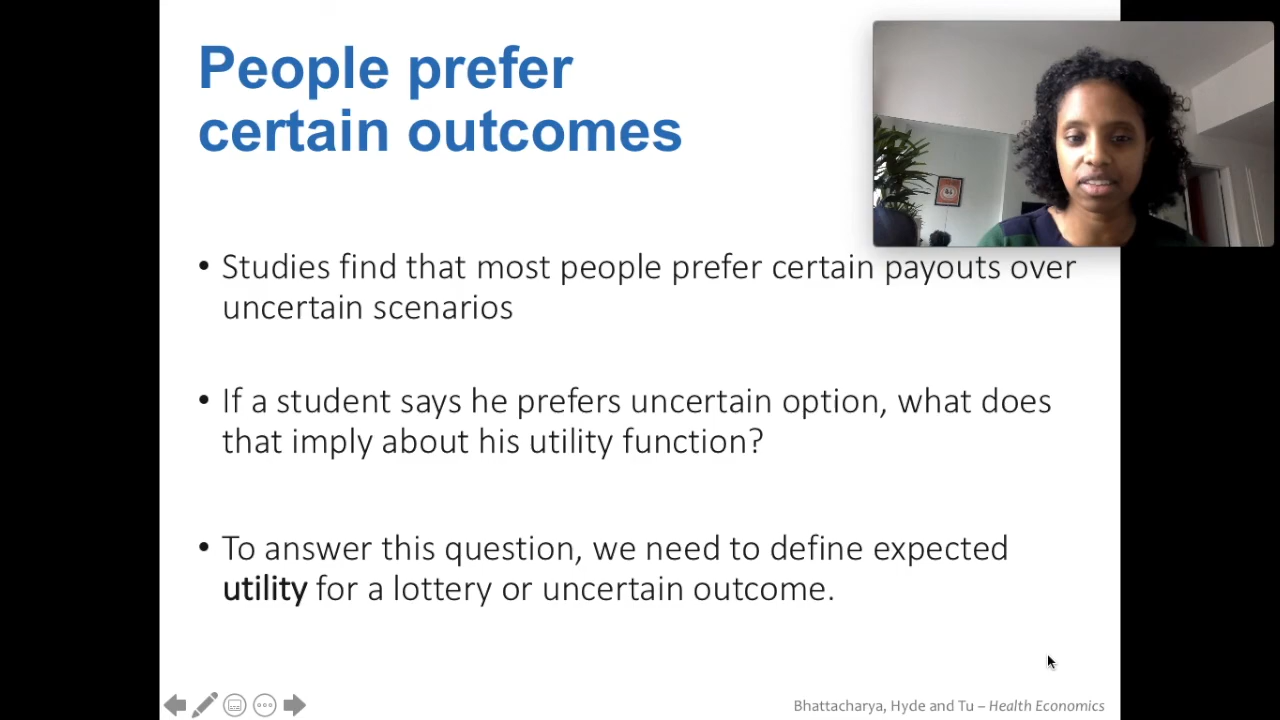 People prefer
certain outcomes
• Studies find that most people prefer certain payouts over
uncertain scenarios
• If a student says he prefers uncertain option, what does
that imply about his utility function?
• To answer this question, we need to define expected
utility for a lottery or uncertain outcome.
Bhattacharya, Hyde and Tu – Health Economics